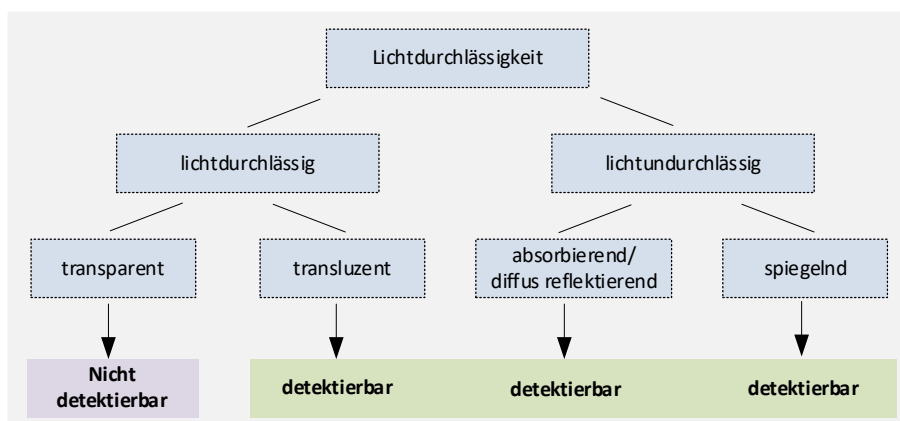 Lichtdurchlässigkeit
lichtdurchlässig
lichtundurchlässig
transparent
transluzent
absorbierend/
diffus reflektierend
spiegelnd
Nicht
detektierbar
detektierbar
detektierbar
detektierbar